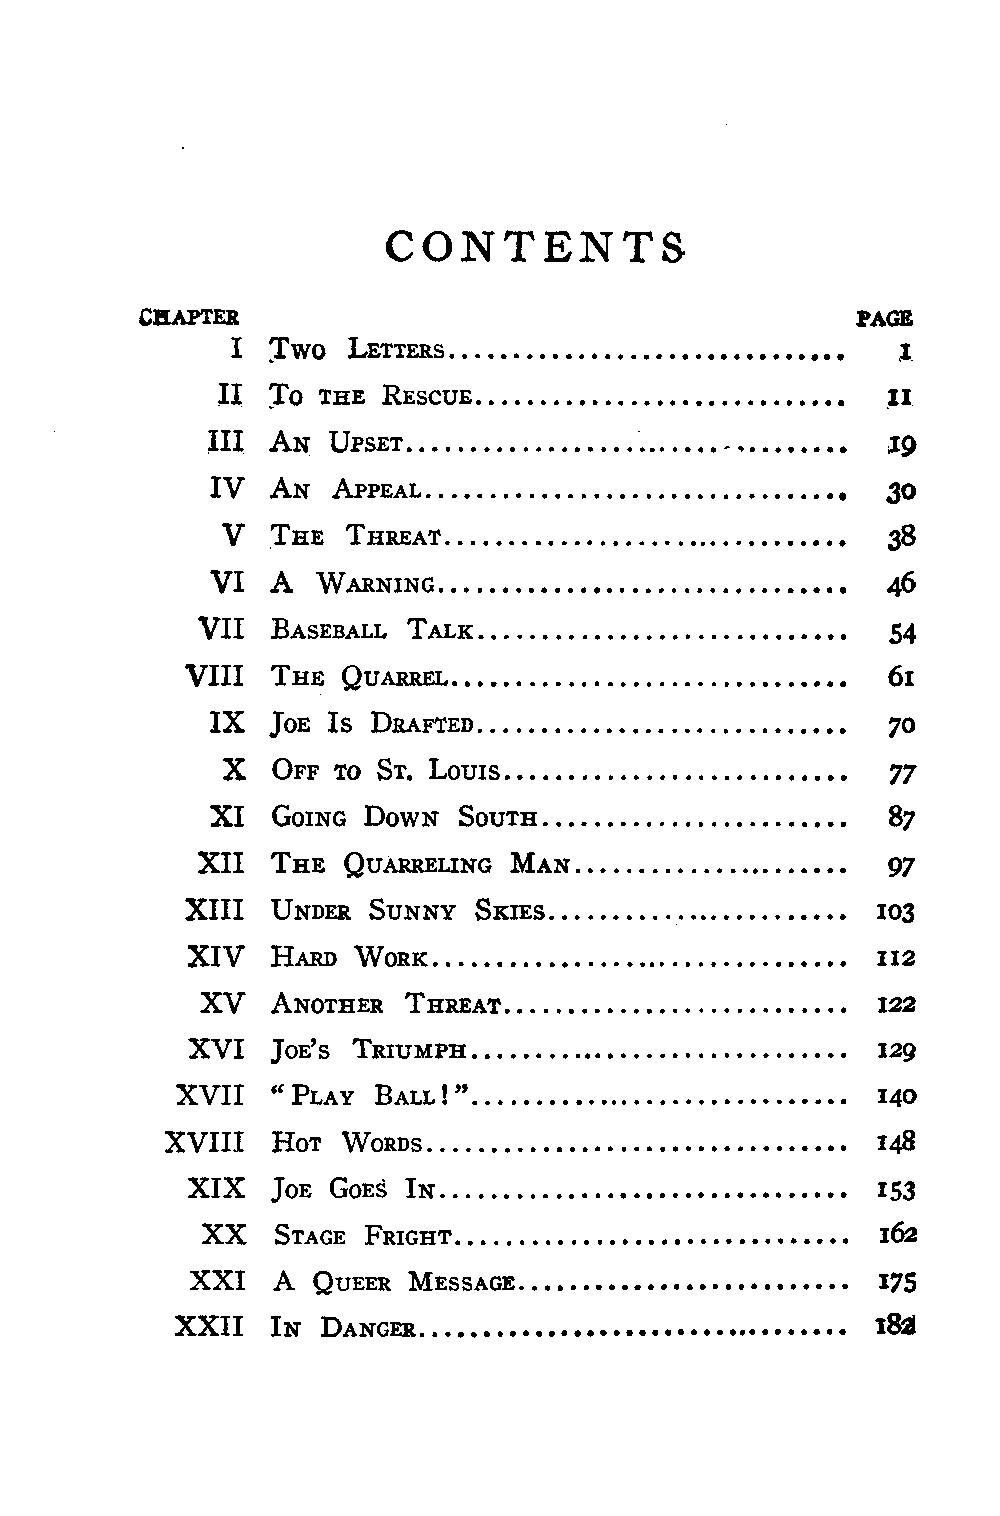 CONTENTS
CHAPTER PAGE
I Two Letters.............................. 1
II To the Rescue............................ 11
III An Upset................................. 19
IV An Appeal................................ 30
V The Threat............................... 38
VI A Warning................................ 46
VII Baseball Talk............................ 54
VIII The Quarrel.............................. 61
IX Joe Is Drafted........................... 70
X Off to St. Louis.......................... 77
XI Going Down South........................ 87
XII The Quarreling Man..................... 97
XIII Under Sunny Skies....................... 103
XIV Hard Work................................ 112
XV Another Threat........................... 122
XVI Joe's Triumph............................ 129
XVII "Play Ball!"............................. 140
XVIII Hot Words................................ 148
XIX Joe Goes In............................... 153
XX Stage Fright.............................. 162
XXI A Queer Message.......................... 175
XXII In Danger................................. 182